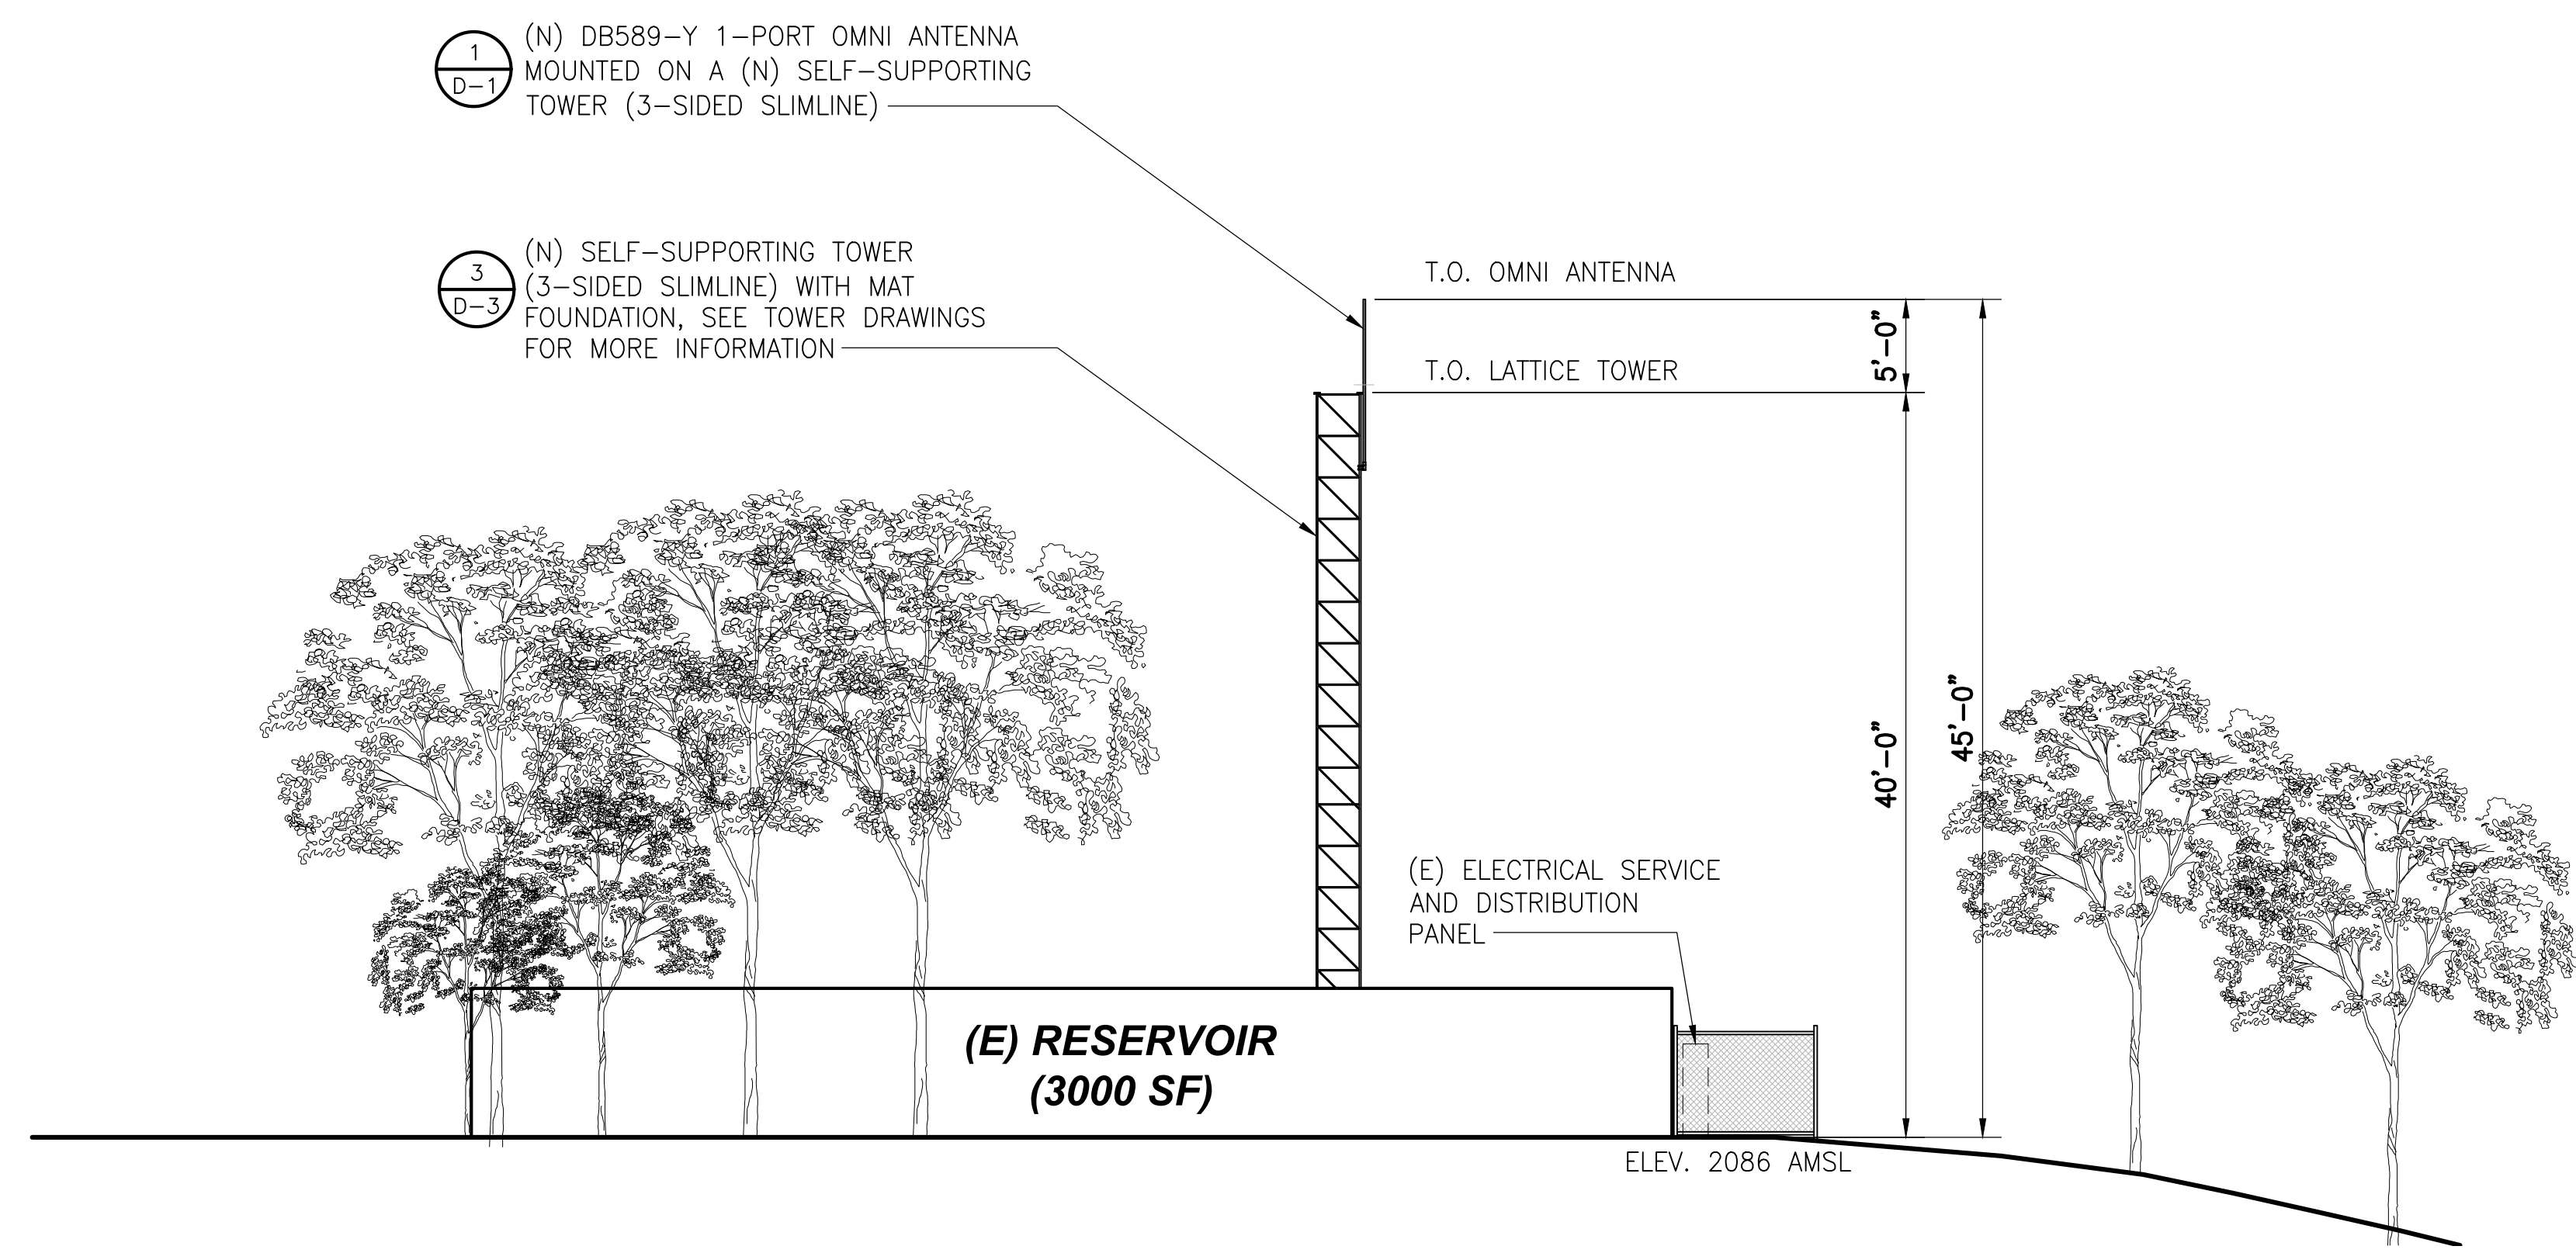 1
D-1
(N) DB589-Y 1-PORT OMNI ANTENNA
MOUNTED ON A (N) SELF-SUPPORTING
TOWER (3-SIDED SLIMLINE)
3
D-3
(N) SELF-SUPPORTING TOWER
(3-SIDED SLIMLINE) WITH MAT
FOUNDATION, SEE TOWER DRAWINGS
FOR MORE INFORMATION
T.O. OMNI ANTENNA
5'-0"
T.O. LATTICE TOWER
40'-0"
45'-0"
(E) ELECTRICAL SERVICE
AND DISTRIBUTION
PANEL
(E) RESERVOIR
(3000 SF)
ELEV. 2086 AMSL